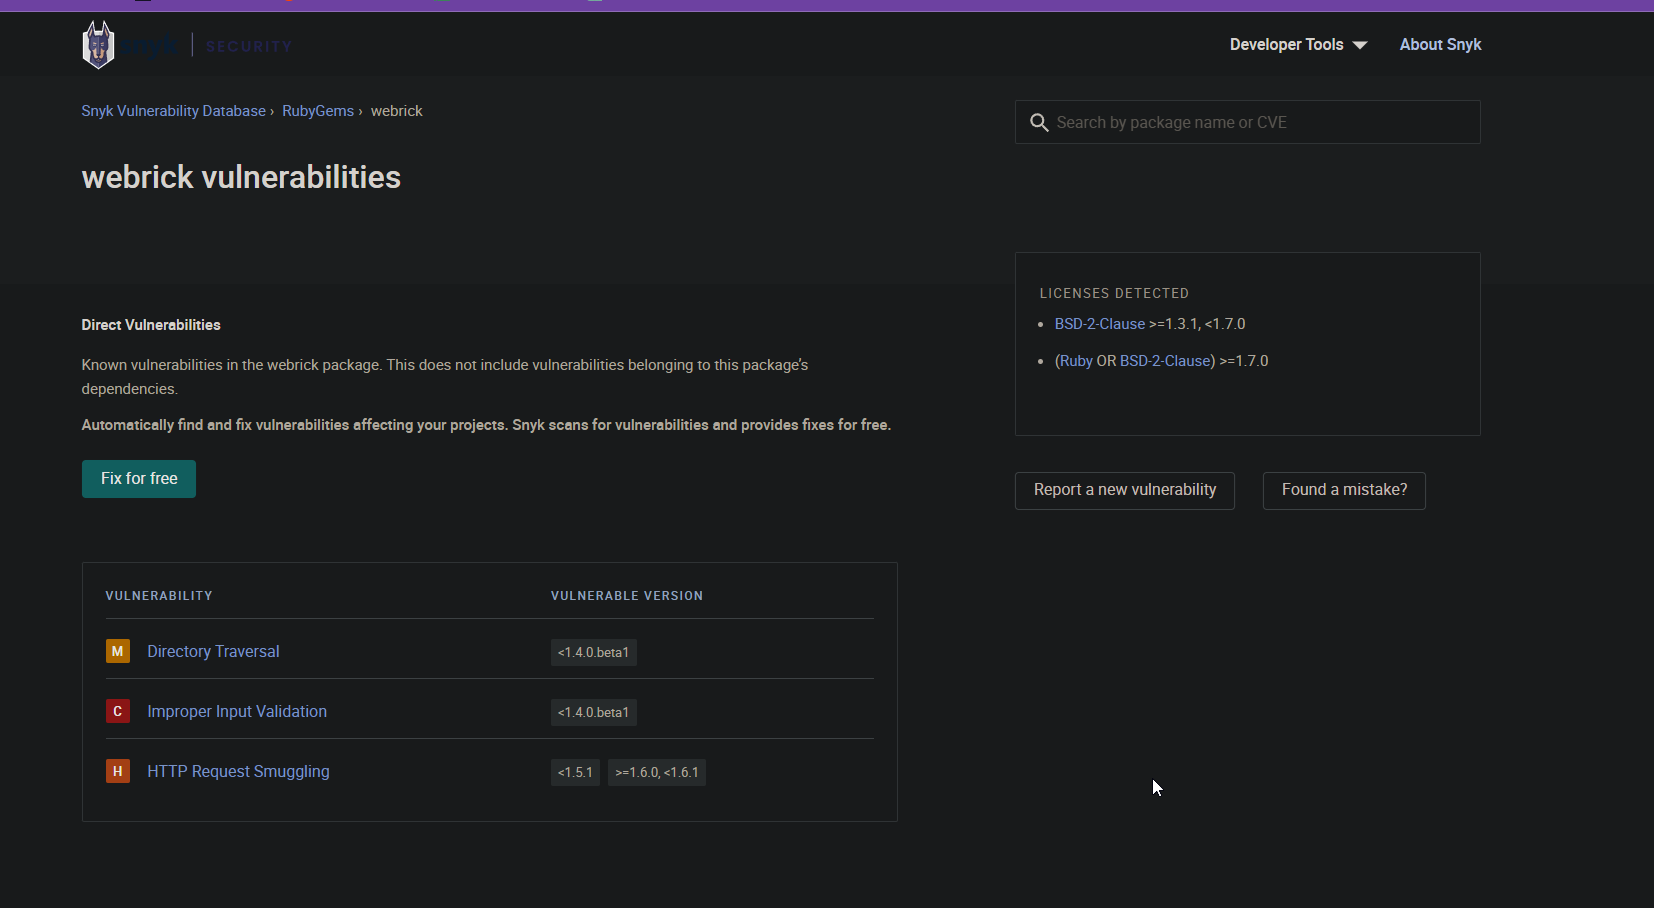 snyk | SECURITY
Developer Tools
About Snyk
Snyk Vulnerability Database › RubyGems › webrick
Search by package name or CVE
webrick vulnerabilities
LICENSES DETECTED
• BSD-2-Clause >=1.3.1, <1.7.0
• (Ruby OR BSD-2-Clause) >=1.7.0
Direct Vulnerabilities
Known vulnerabilities in the webrick package. This does not include vulnerabilities belonging to this package's
dependencies.
Automatically find and fix vulnerabilities affecting your projects. Snyk scans for vulnerabilities and provides fixes for free.
Fix for free
Report a new vulnerability
Found a mistake?
VULNERABILITY VULNERABLE VERSION
M Directory Traversal <1.4.0.beta1
C Improper Input Validation <1.4.0.beta1
H HTTP Request Smuggling <1.5.1 >=1.6.0, <1.6.1